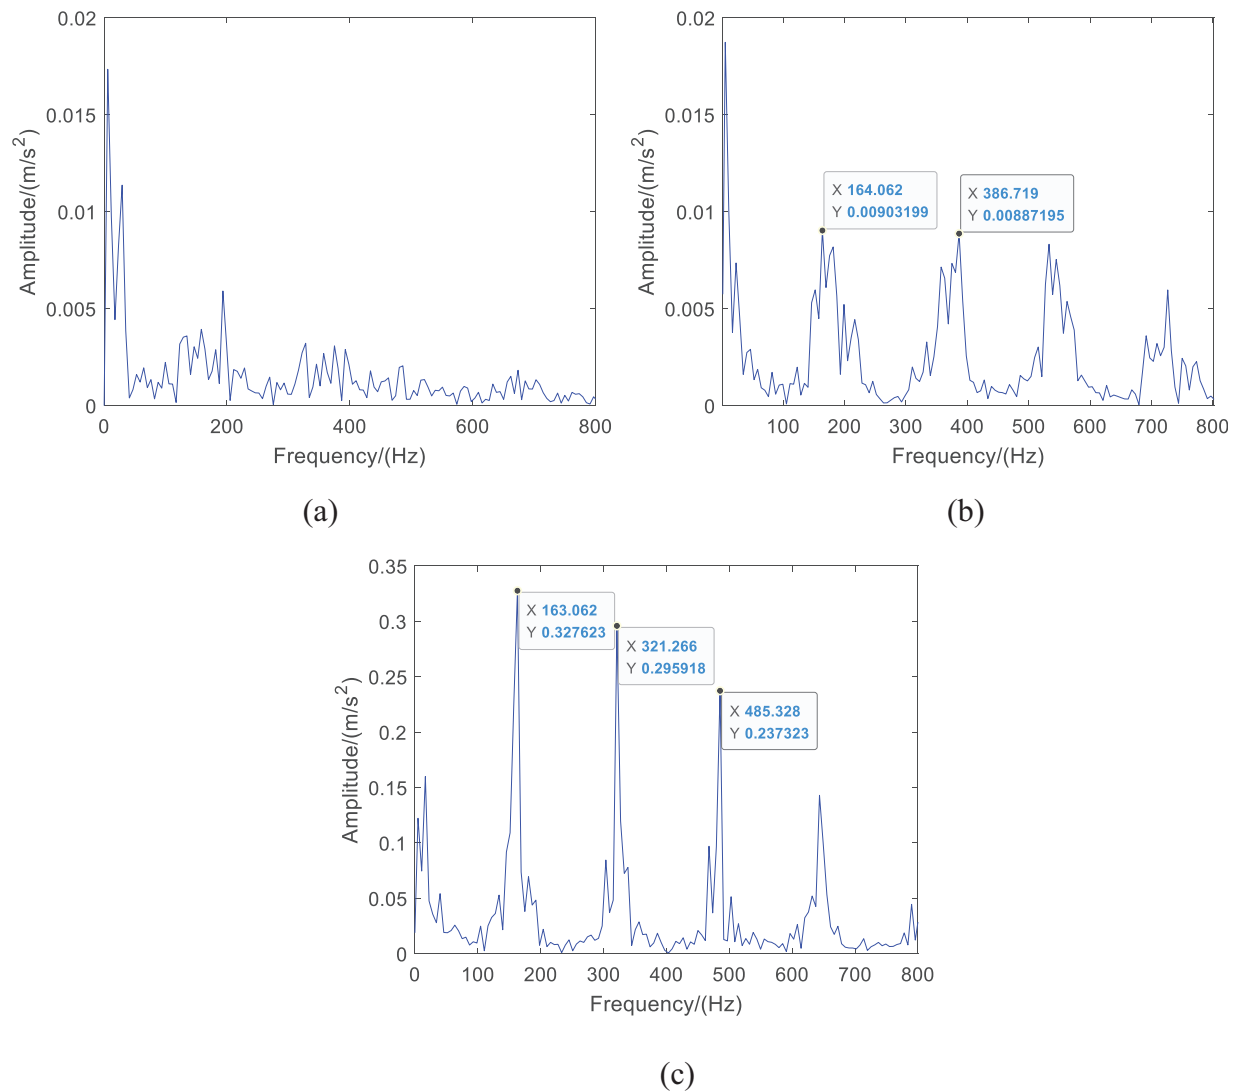 0.02
0.015
0.01
0.005
0
Amplitude/(m/s²)
0 200 400 600 800
Frequency/(Hz)
(a)
0.02
0.015
0.01
0.005
0
Amplitude/(m/s²)
X 164.062
Y 0.00903199
X 386.719
Y 0.00887195
100 200 300 400 500 600 700 800
Frequency/(Hz)
(b)
0.35
0.3
0.25
0.2
0.15
0.1
0.05
0
Amplitude/(m/s²)
X 163.062
Y 0.327623
X 321.266
Y 0.295918
X 485.328
Y 0.237323
0 100 200 300 400 500 600 700 800
Frequency/(Hz)
(c)